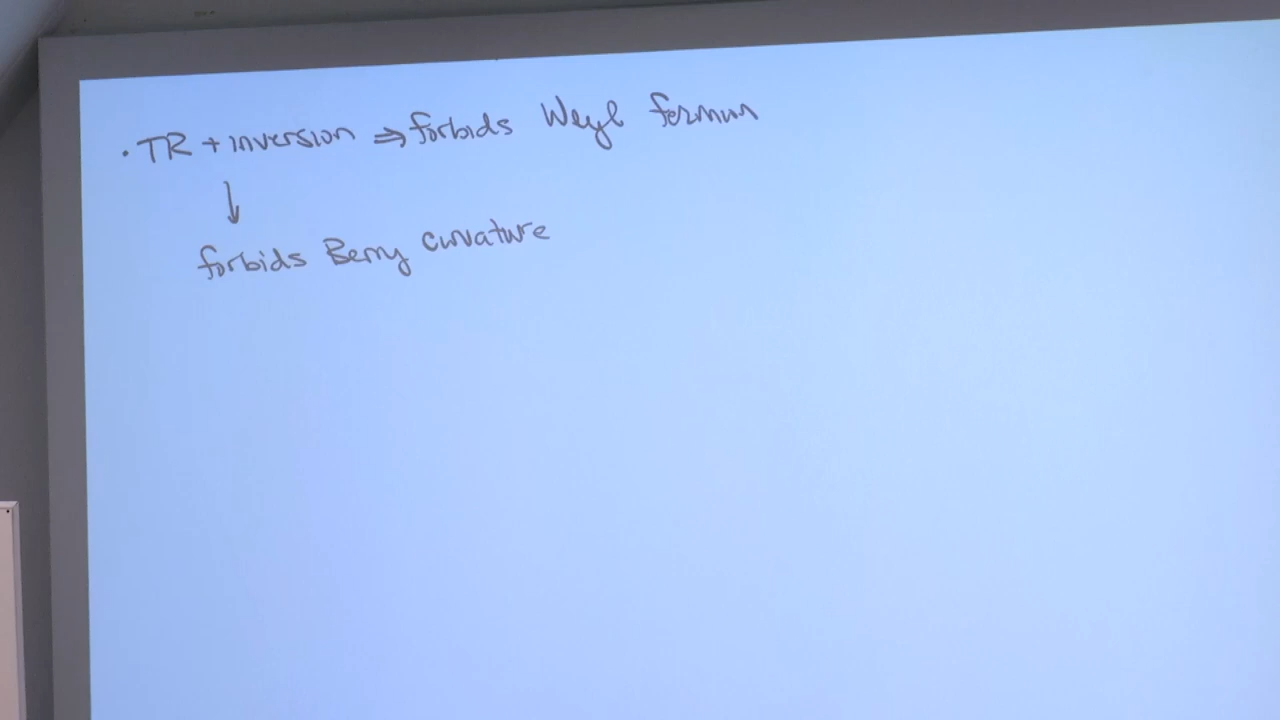 · TR + inversion ⇒ forbids Weyl fermion
↓
forbids Berry curvature